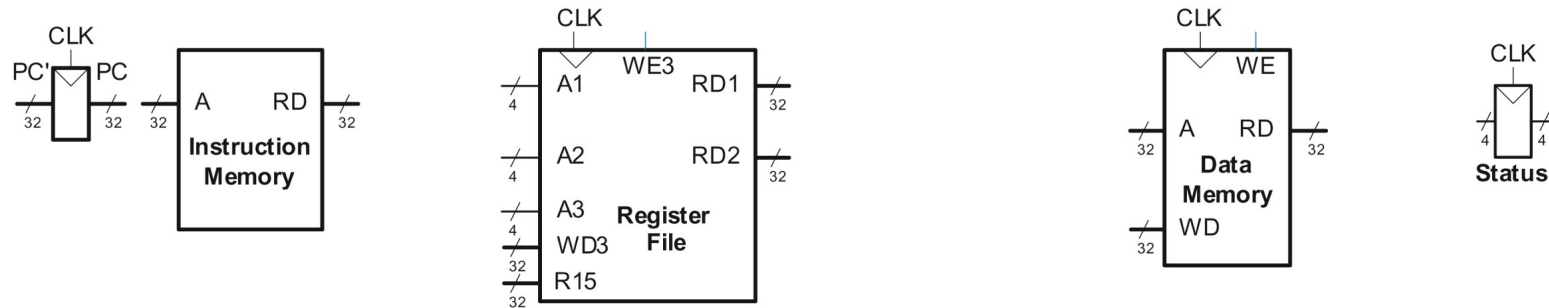 CLK
PC' PC
32 32
A RD
32 32
Instruction
Memory
CLK
WE3
A1 RD1
4 32
A2 RD2
4 32
A3
4
Register
File
WD3
32
R15
32
CLK
WE
A RD
32 32
Data
Memory
WD
32
CLK
4 4
Status